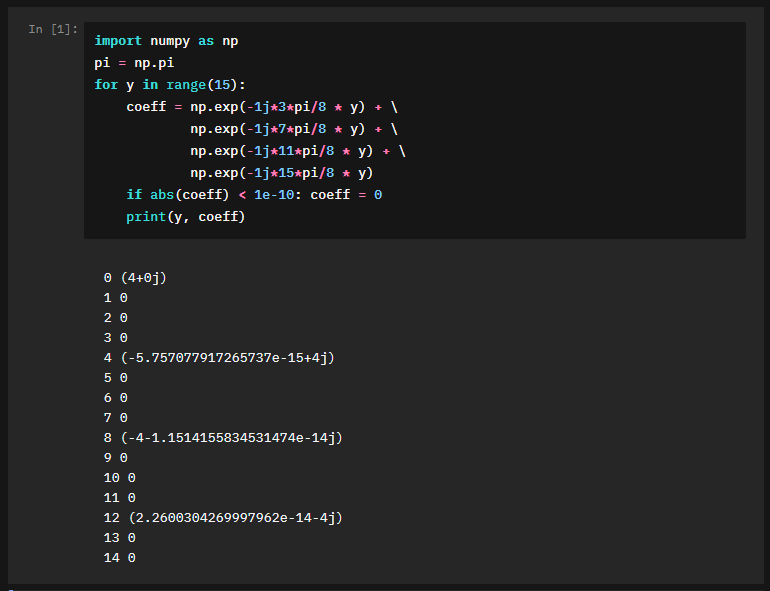 In [1]:
import numpy as np
pi = np.pi
for y in range(15):
    coeff = np.exp(-1j*3*pi/8 * y) + \
            np.exp(-1j*7*pi/8 * y) + \
            np.exp(-1j*11*pi/8 * y) + \
            np.exp(-1j*15*pi/8 * y)
    if abs(coeff) < 1e-10: coeff = 0
    print(y, coeff)
0 (4+0j)
1 0
2 0
3 0
4 (-5.757077917265737e-15+4j)
5 0
6 0
7 0
8 (-4-1.1514155834531474e-14j)
9 0
10 0
11 0
12 (2.2600304269997962e-14-4j)
13 0
14 0